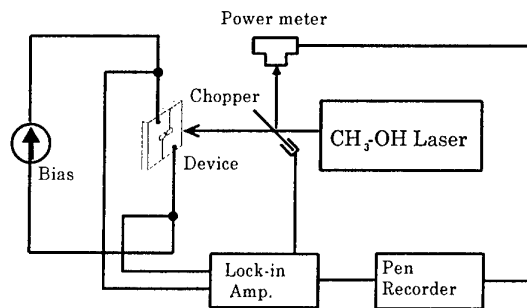 Power meter
Chopper
CH₃-OH Laser
Bias
Device
Lock-in
Amp.
Pen
Recorder